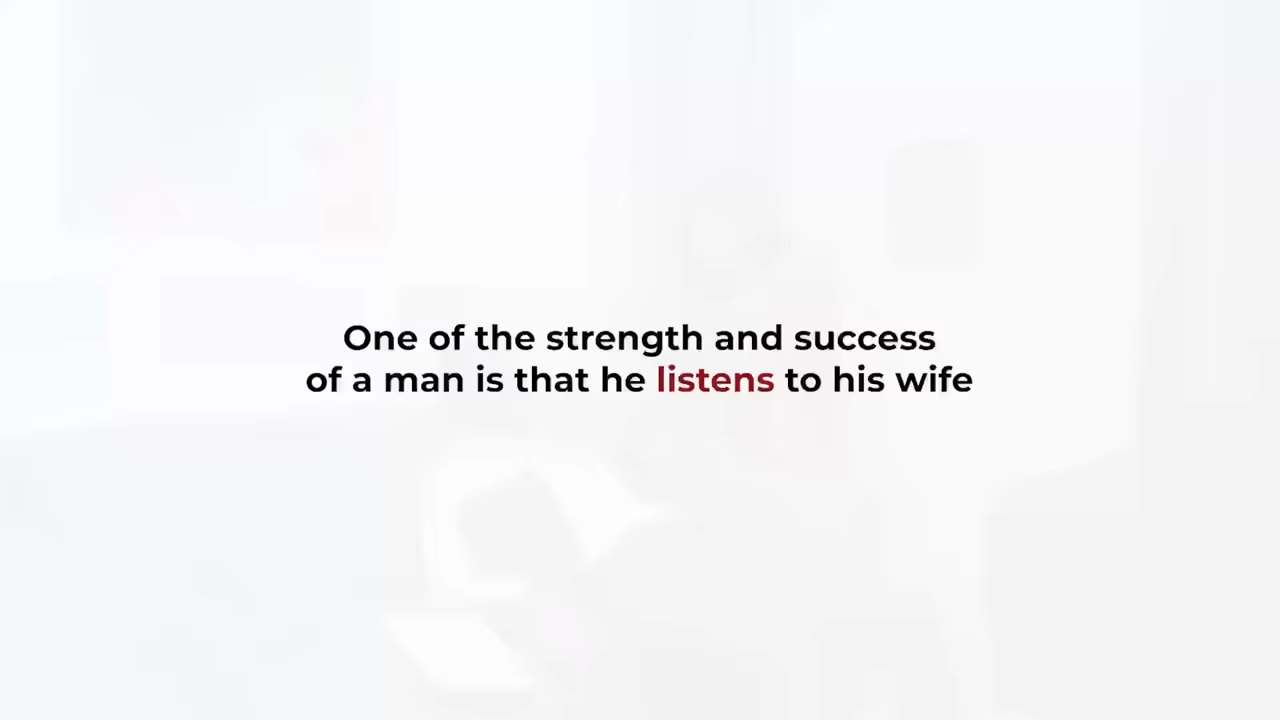 One of the strength and success
of a man is that he listens to his wife